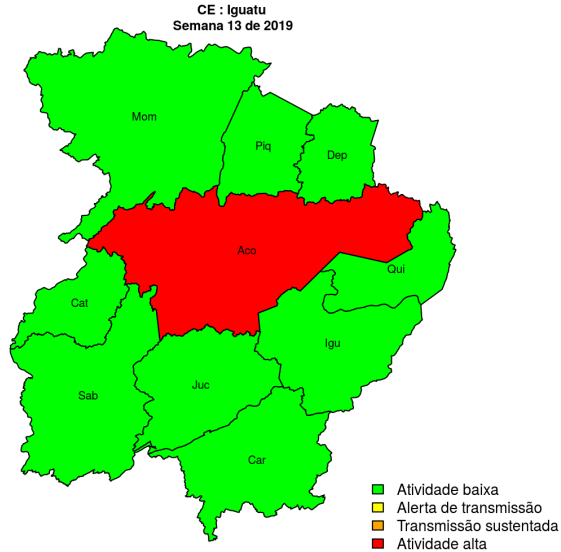 CE : Iguatu
Semana 13 de 2019
Mom
Piq
Dep
Aco
Qui
Cat
Igu
Juc
Sab
Car
Atividade baixa
Alerta de transmissão
Transmissão sustentada
Atividade alta